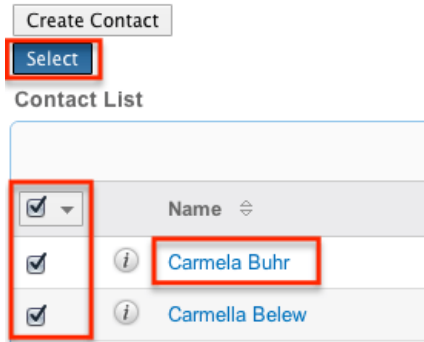 Create Contact
Select
Contact List
Name
i Carmela Buhr
i Carmella Belew